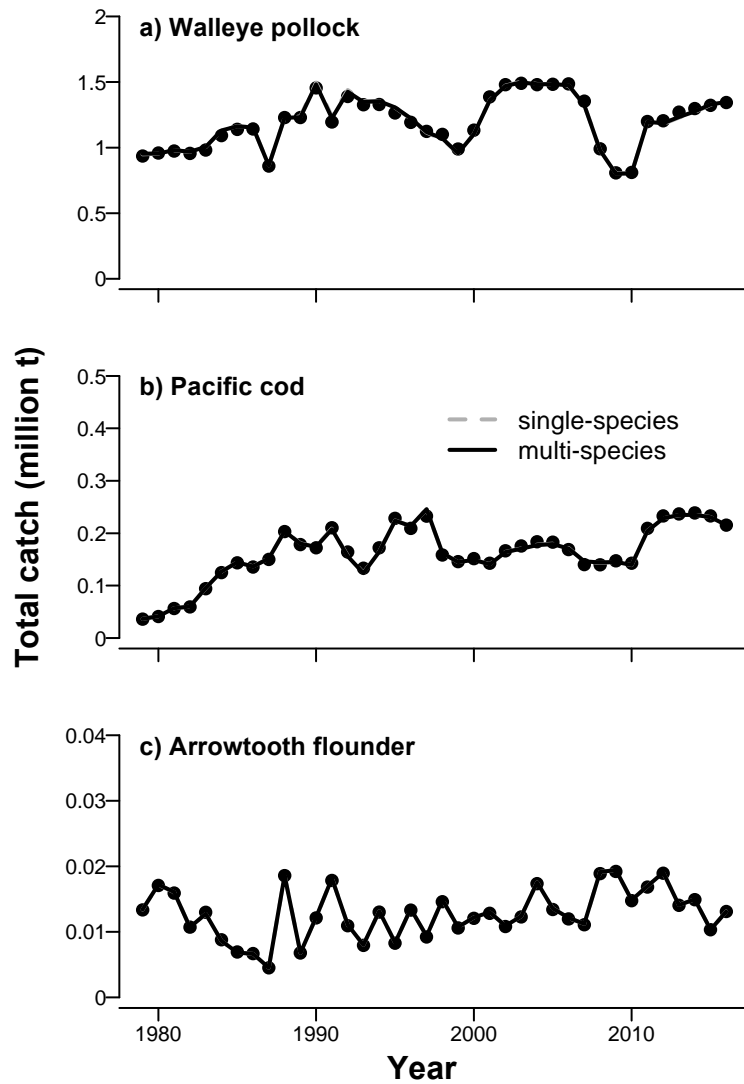 a) Walleye pollock
2
1.5
1
0.5
0
b) Pacific cod
0.5
0.4
0.3
0.2
0.1
0
single-species
multi-species
Total catch (million t)
c) Arrowtooth flounder
0.04
0.03
0.02
0.01
0
1980 1990 2000 2010
Year